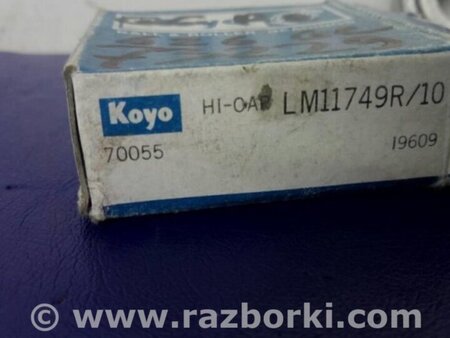 Koyo HI-CAP LM11749R/10
70055 19609
© www.razborki.com